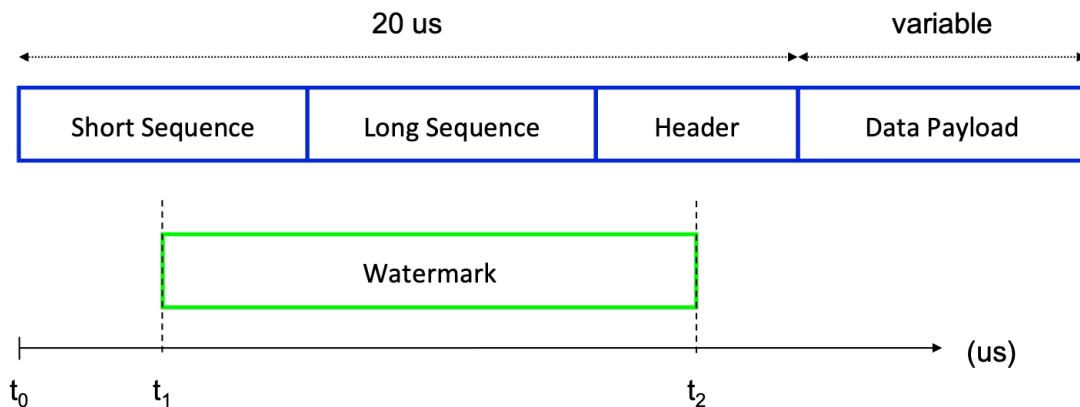 20 us
variable
Short Sequence
Long Sequence
Header
Data Payload
Watermark
(us)
t0
t1
t2